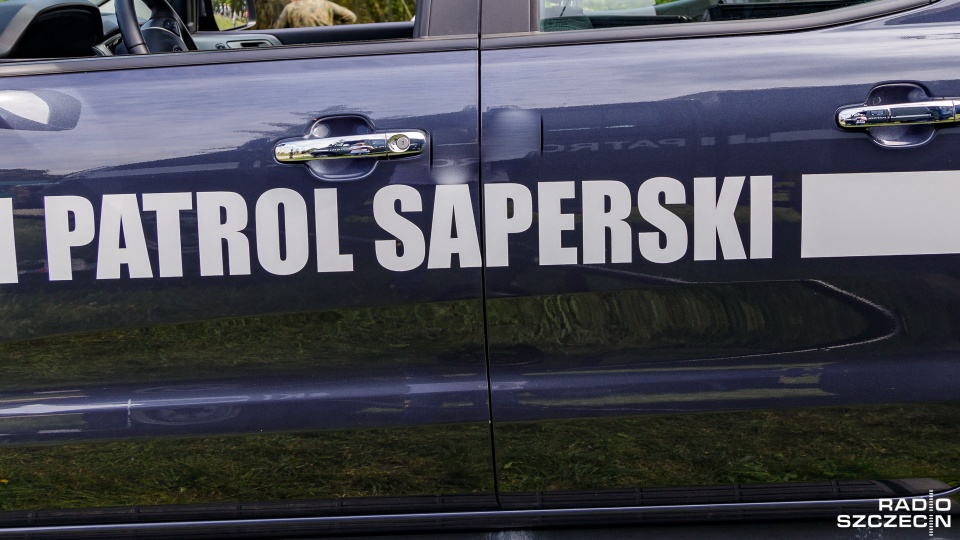 PATROL SAPERSKI
RADIO
SZCZECIN